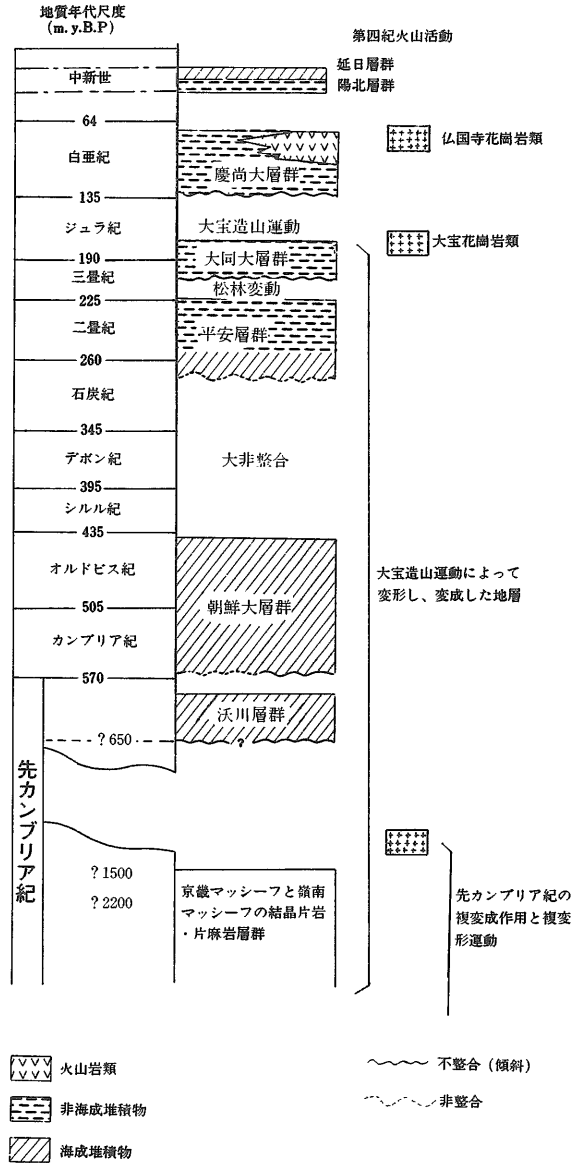 地質年代尺度
(m. y. B. P)
第四紀火山活動
中新世
延日層群
陽北層群
64
仏国寺花崗岩類
白亜紀
慶尚大層群
135
ジュラ紀
大宝造山運動
大宝花崗岩類
190
大同大層群
三畳紀
松林変動
225
二畳紀
平安層群
260
石炭紀
345
デボン紀
大非整合
395
シルル紀
435
オルドビス紀
大宝造山運動によって
変形し、変成した地層
505
朝鮮大層群
カンブリア紀
570
沃川層群
? 650
?
先カンブリア紀
? 1500
? 2200
京畿マッシーフと嶺南
マッシーフの結晶片岩
・片麻岩層群
先カンブリア紀の
複変成作用と複変
形運動
火山岩類
非海成堆積物
海成堆積物
不整合 (傾斜)
非整合